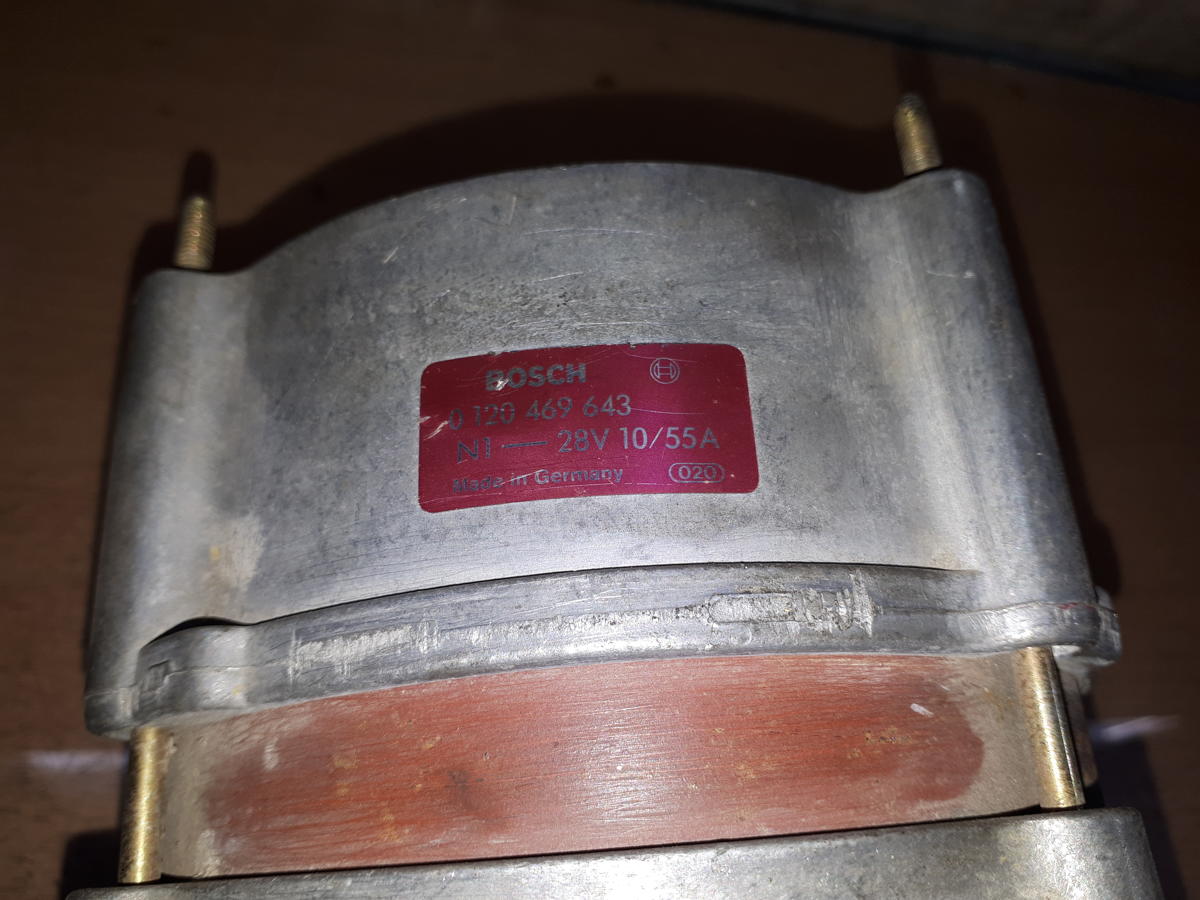 BOSCH
0 120 469 643
N1 — 28V 10/55A
Made in Germany 020